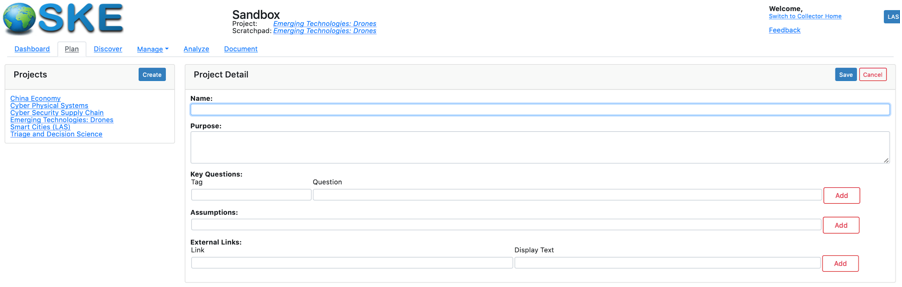 SKE
Sandbox
Project: Emerging Technologies: Drones
Scratchpad: Emerging Technologies: Drones
Welcome,
Switch to Collector Home
Feedback
LAS
Dashboard Plan Discover Manage Analyze Document
Projects Create
China Economy
Cyber Physical Systems
Cyber Security Supply Chain
Emerging Technologies: Drones
Smart Cities (LAS)
Triage and Decision Science
Project Detail Save Cancel
Name:
Purpose:
Key Questions:
Tag Question
Add
Assumptions:
Add
External Links:
Link Display Text
Add